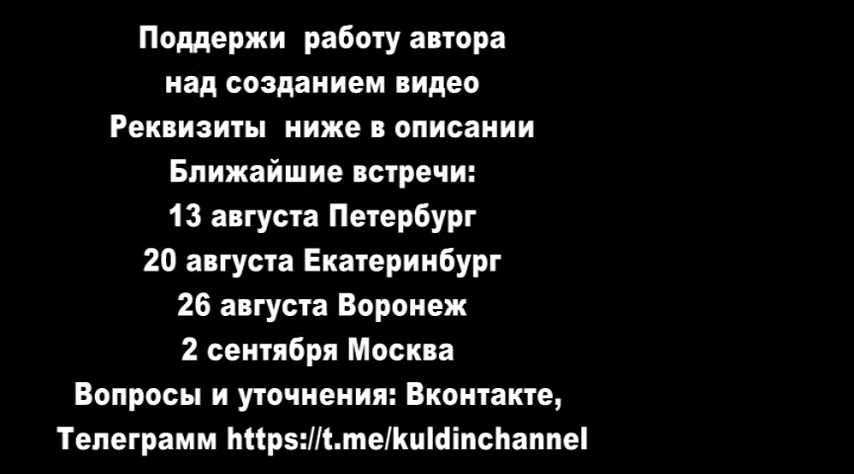 Поддержи работу автора
над созданием видео
Реквизиты ниже в описании
Ближайшие встречи:
13 августа Петербург
20 августа Екатеринбург
26 августа Воронеж
2 сентября Москва
Вопросы и уточнения: Вконтакте,
Телеграмм https://t.me/kuldinchannel